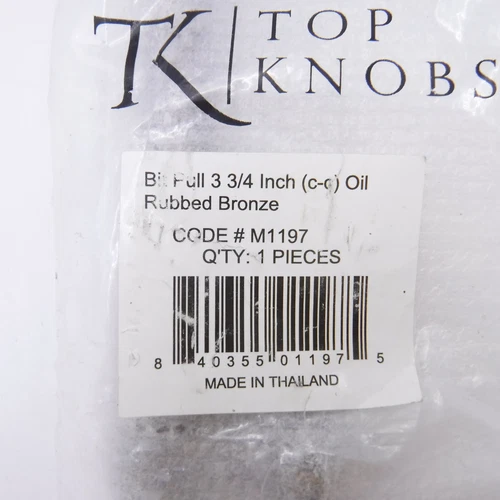 TK TOP
KNOBS
Bit Pull 3 3/4 Inch (c-c) Oil
Rubbed Bronze
CODE # M1197
Q'TY: 1 PIECES
8 40355 01197 5
MADE IN THAILAND